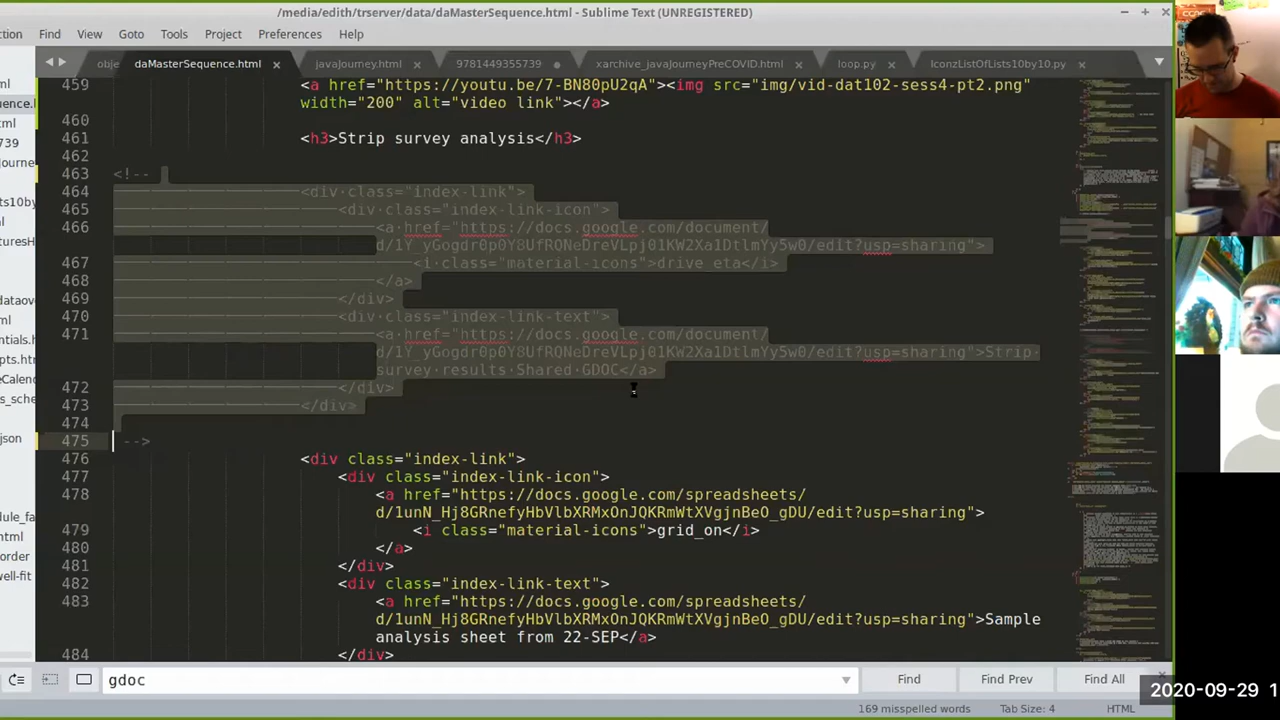 /media/edith/trserver/data/daMasterSequence.html - Sublime Text (UNREGISTERED)
ction Find View Goto Tools Project Preferences Help
obje daMasterSequence.html × javaJourney.html × 9781449355739 xarchive_javaJourneyPreCOVID.html × loop.py × IconzListOfLists10by10.py ×
459 <a href="https://youtu.be/7-BN80pU2qA"><img src="img/vid-dat102-sess4-pt2.png"
width="200" alt="video link"></a>
460
461 <h3>Strip survey analysis</h3>
462
463 <!--
464 <div class="index-link">
465 <div class="index-link-icon">
466 <a href="https://docs.google.com/document/
d/1Y_yGogdr0p0Y8UfRQNeDreVLpj01KW2Xa1DtlmYy5w0/edit?usp=sharing">
467 <i class="material-icons">drive_eta</i>
468 </a>
469 </div>
470 <div class="index-link-text">
471 <a href="https://docs.google.com/document/
d/1Y_yGogdr0p0Y8UfRQNeDreVLpj01KW2Xa1DtlmYy5w0/edit?usp=sharing">Strip
survey results Shared GDOC</a>
472 </div>
473 </div>
474
475 -->
476 <div class="index-link">
477 <div class="index-link-icon">
478 <a href="https://docs.google.com/spreadsheets/
d/1unN_Hj8GRnefyHbVlbXRMxOnJQKRmWtXVgjnBeO_gDU/edit?usp=sharing">
479 <i class="material-icons">grid_on</i>
480 </a>
481 </div>
482 <div class="index-link-text">
483 <a href="https://docs.google.com/spreadsheets/
d/1unN_Hj8GRnefyHbVlbXRMxOnJQKRmWtXVgjnBeO_gDU/edit?usp=sharing">Sample
analysis sheet from 22-SEP</a>
484 </div>
gdoc Find Find Prev Find All
2020-09-29 1
169 misspelled words Tab Size: 4 HTML